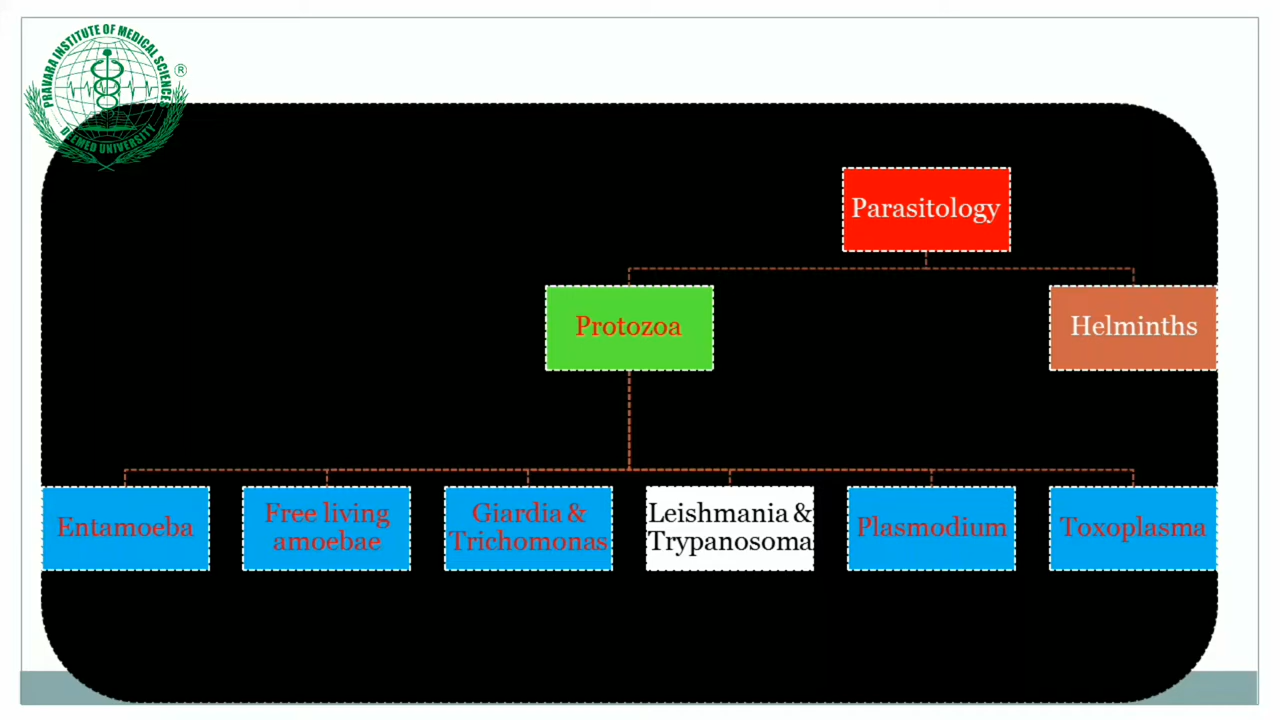 PRAVARA INSTITUTE OF MEDICAL SCIENCES
®
DEEMED UNIVERSITY
Parasitology
Protozoa
Helminths
Entamoeba
Free living
amoebae
Giardia &
Trichomonas
Leishmania &
Trypanosoma
Plasmodium
Toxoplasma